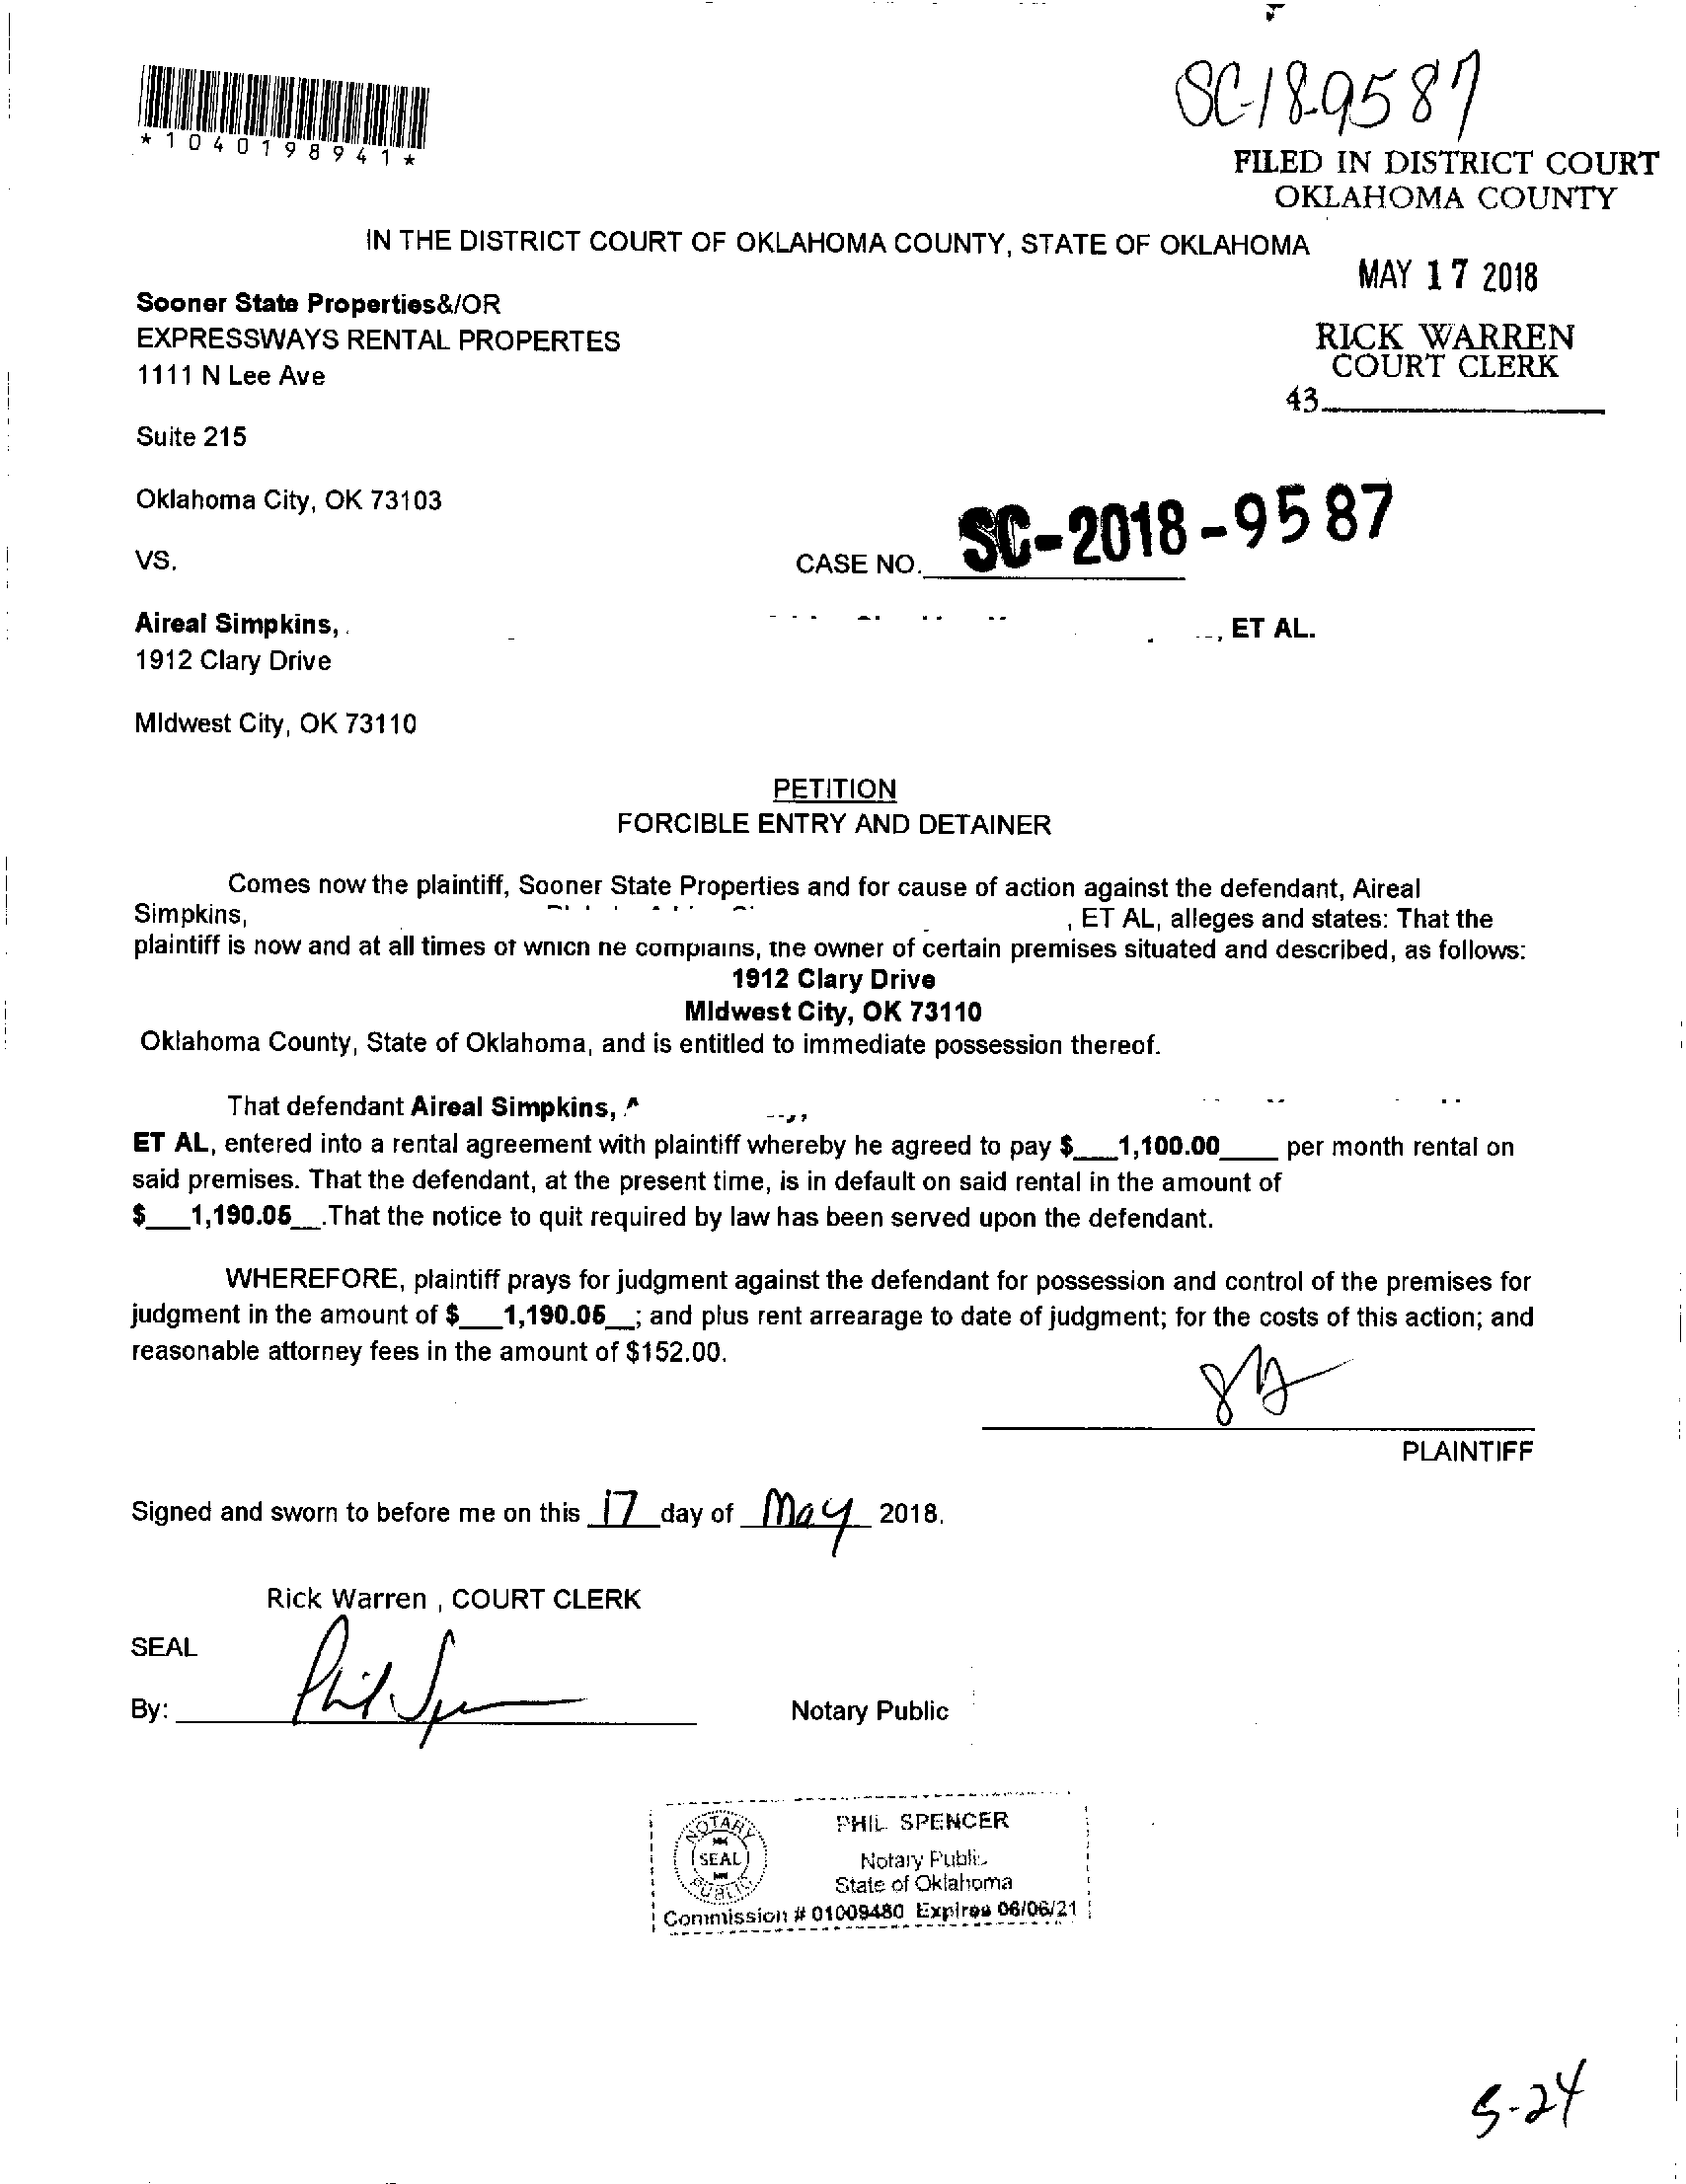 SC-18-9587
*1040198941*
FILED IN DISTRICT COURT
OKLAHOMA COUNTY
IN THE DISTRICT COURT OF OKLAHOMA COUNTY, STATE OF OKLAHOMA
MAY 17 2018
Sooner State Properties&/OR
EXPRESSWAYS RENTAL PROPERTES
RICK WARREN
COURT CLERK
1111 N Lee Ave
43
Suite 215
Oklahoma City, OK 73103
SC-2018-9587
VS.
CASE NO.
Aireal Simpkins, , ET AL.
1912 Clary Drive
MIdwest City, OK 73110
PETITION
FORCIBLE ENTRY AND DETAINER
Comes now the plaintiff, Sooner State Properties and for cause of action against the defendant, Aireal
Simpkins, , ET AL, alleges and states: That the
plaintiff is now and at all times of which he complains, the owner of certain premises situated and described, as follows:
1912 Clary Drive
MIdwest City, OK 73110
Oklahoma County, State of Oklahoma, and is entitled to immediate possession thereof.
That defendant Aireal Simpkins,
ET AL, entered into a rental agreement with plaintiff whereby he agreed to pay $___1,100.00____ per month rental on
said premises. That the defendant, at the present time, is in default on said rental in the amount of
$___1,190.05__.That the notice to quit required by law has been served upon the defendant.
WHEREFORE, plaintiff prays for judgment against the defendant for possession and control of the premises for
judgment in the amount of $___1,190.05__; and plus rent arrearage to date of judgment; for the costs of this action; and
reasonable attorney fees in the amount of $152.00.
PLAINTIFF
Signed and sworn to before me on this 17 day of May 2018.
Rick Warren , COURT CLERK
SEAL
By: Notary Public
PHIL SPENCER
NOTARY
SEAL
PUBLIC
Notary Public
State of Oklahoma
Commission # 01009480 Expires 06/06/21
5-24